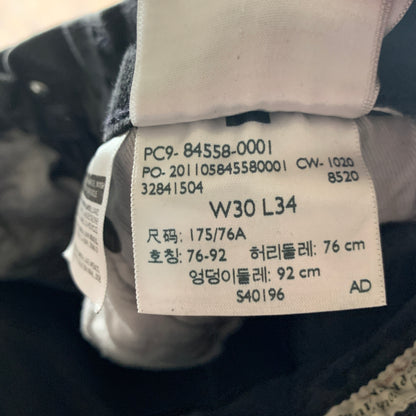 PC9- 84558-0001
PO- 201105845580001 CW- 1020
32841504 8520
W30 L34
尺码: 175/76A
호칭: 76-92 허리둘레: 76 cm
엉덩이둘레: 92 cm
S40196 AD